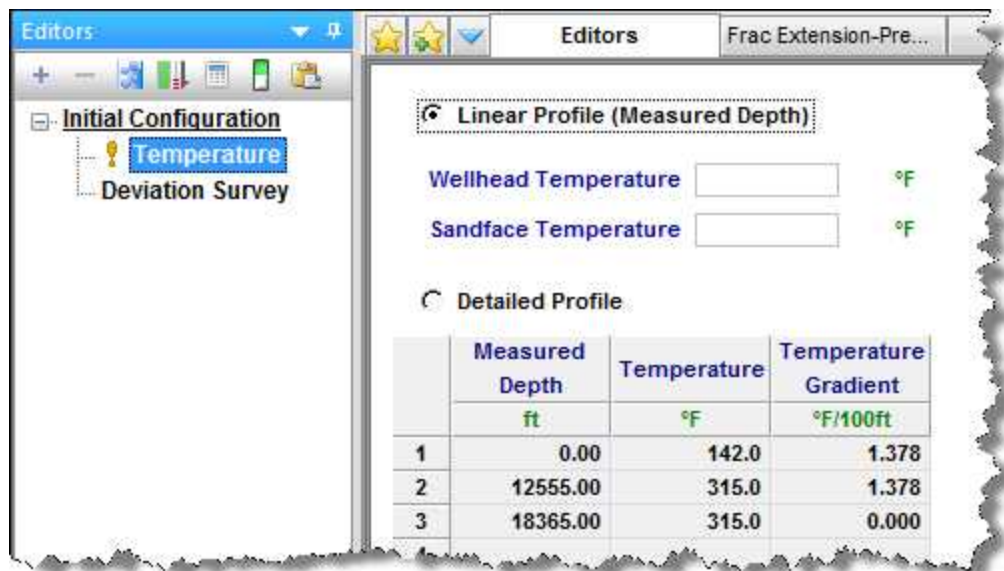 Editors
Initial Configuration
Temperature
Deviation Survey
Editors
Frac Extension-Pre...
Linear Profile (Measured Depth)
Wellhead Temperature °F
Sandface Temperature °F
Detailed Profile
Measured Depth Temperature Temperature Gradient
ft °F °F/100ft
1 0.00 142.0 1.378
2 12555.00 315.0 1.378
3 18365.00 315.0 0.000